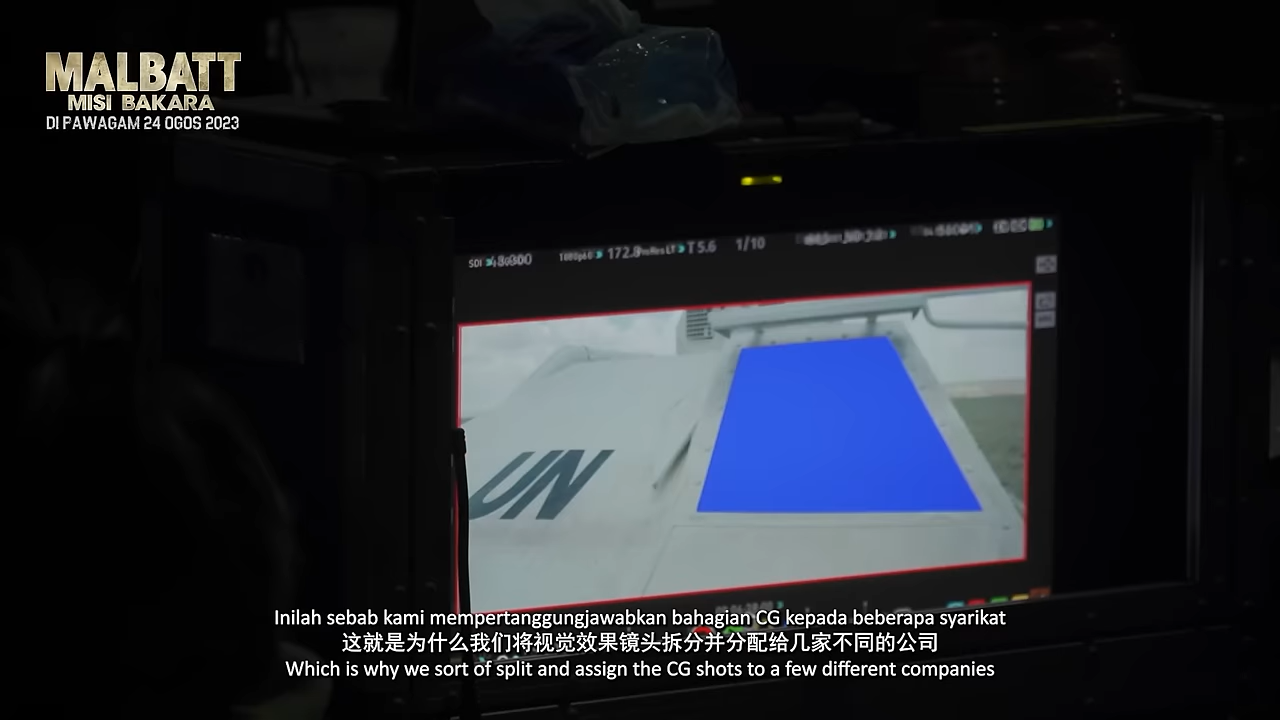 MALBATT
MISI BAKARA
DI PAWAGAM 24 OGOS 2023
SDI
T 5.6 1/10
UN
Inilah sebab kami mempertanggungjawabkan bahagian CG kepada beberapa syarikat
这就是为什么我们将视觉效果镜头拆分并分配给几家不同的公司
Which is why we sort of split and assign the CG shots to a few different companies